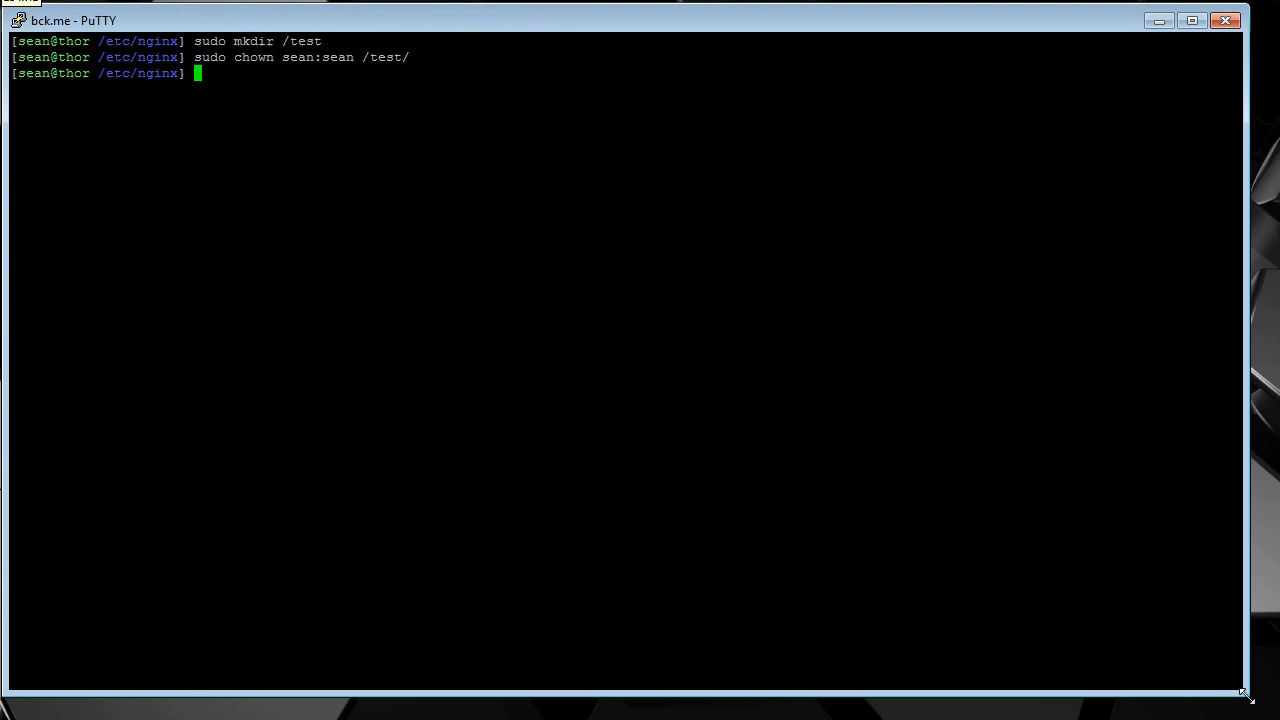 bck.me - PuTTY
[sean@thor /etc/nginx] sudo mkdir /test
[sean@thor /etc/nginx] sudo chown sean:sean /test/
[sean@thor /etc/nginx]